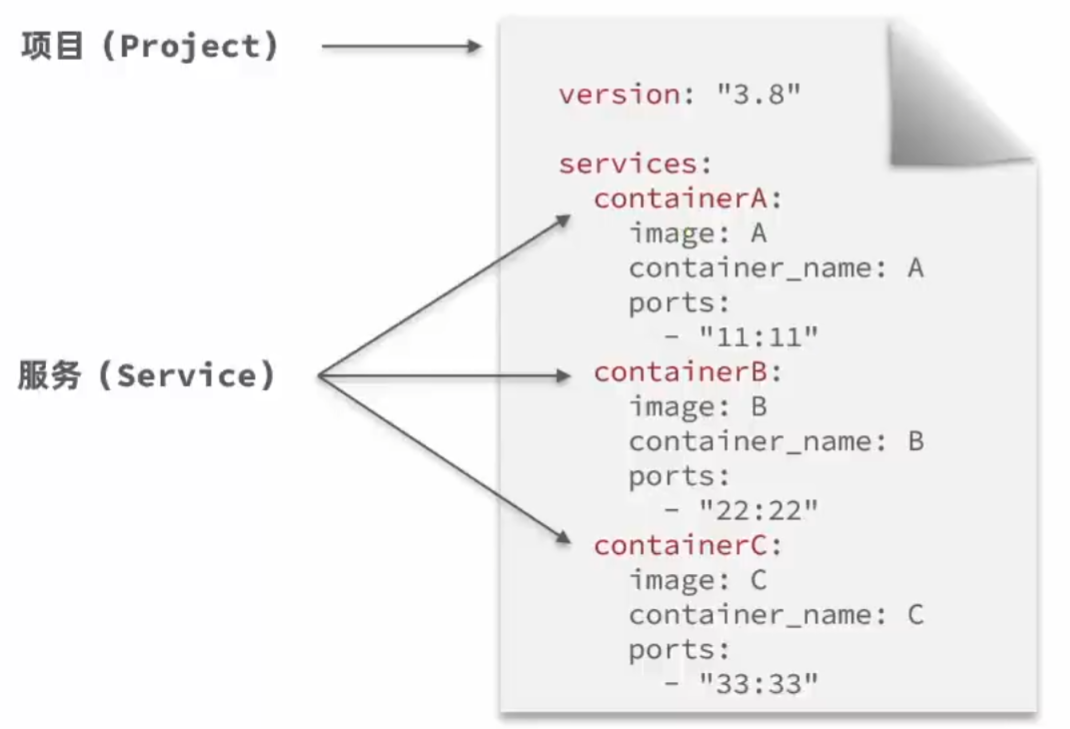 项目（Project）
version: "3.8"
services:
containerA:
image: A
container_name: A
ports:
- "11:11"
服务（Service）
containerB:
image: B
container_name: B
ports:
- "22:22"
containerC:
image: C
container_name: C
ports:
- "33:33"